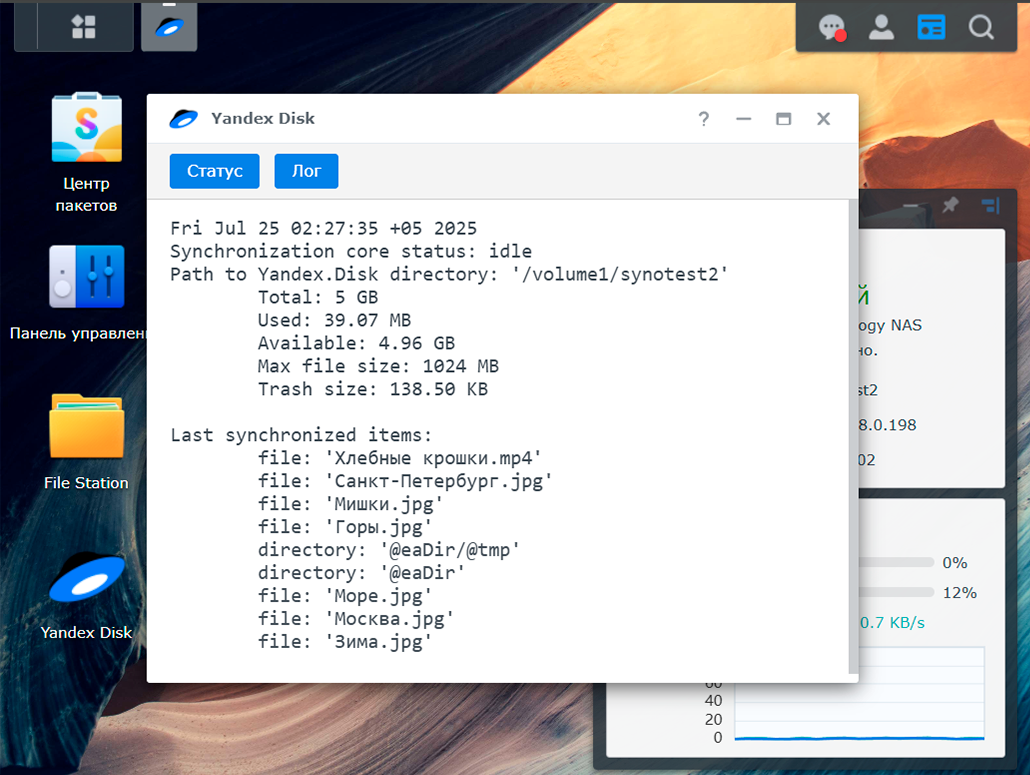 Yandex Disk
Статус
Лог
Fri Jul 25 02:27:35 +05 2025
Synchronization core status: idle
Path to Yandex.Disk directory: '/volume1/synotest2'
Total: 5 GB
Used: 39.07 MB
Available: 4.96 GB
Max file size: 1024 MB
Trash size: 138.50 KB
Last synchronized items:
file: 'Хлебные крошки.mp4'
file: 'Санкт-Петербург.jpg'
file: 'Мишки.jpg'
file: 'Горы.jpg'
directory: '@eaDir/@tmp'
directory: '@eaDir'
file: 'Море.jpg'
file: 'Москва.jpg'
file: 'Зима.jpg'
Центр
пакетов
Панель управлен
File Station
Yandex Disk
й
ogy NAS
но.
st2
8.0.198
02
0%
12%
0.7 KB/s
60
40
20
0